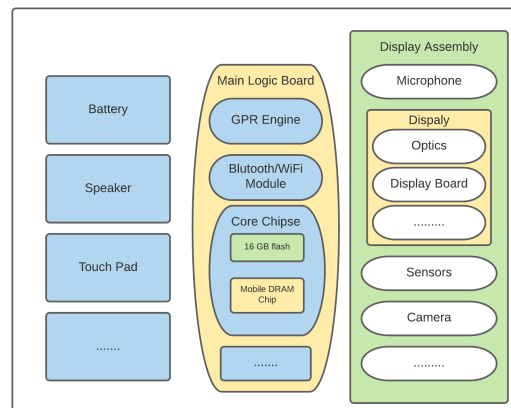 Battery
Speaker
Touch Pad
.......
Main Logic Board
GPR Engine
Blutooth/WiFi
Module
Core Chipse
16 GB flash
Mobile DRAM
Chip
.......
Display Assembly
Microphone
Dispaly
Optics
Display Board
.........
Sensors
Camera
.........